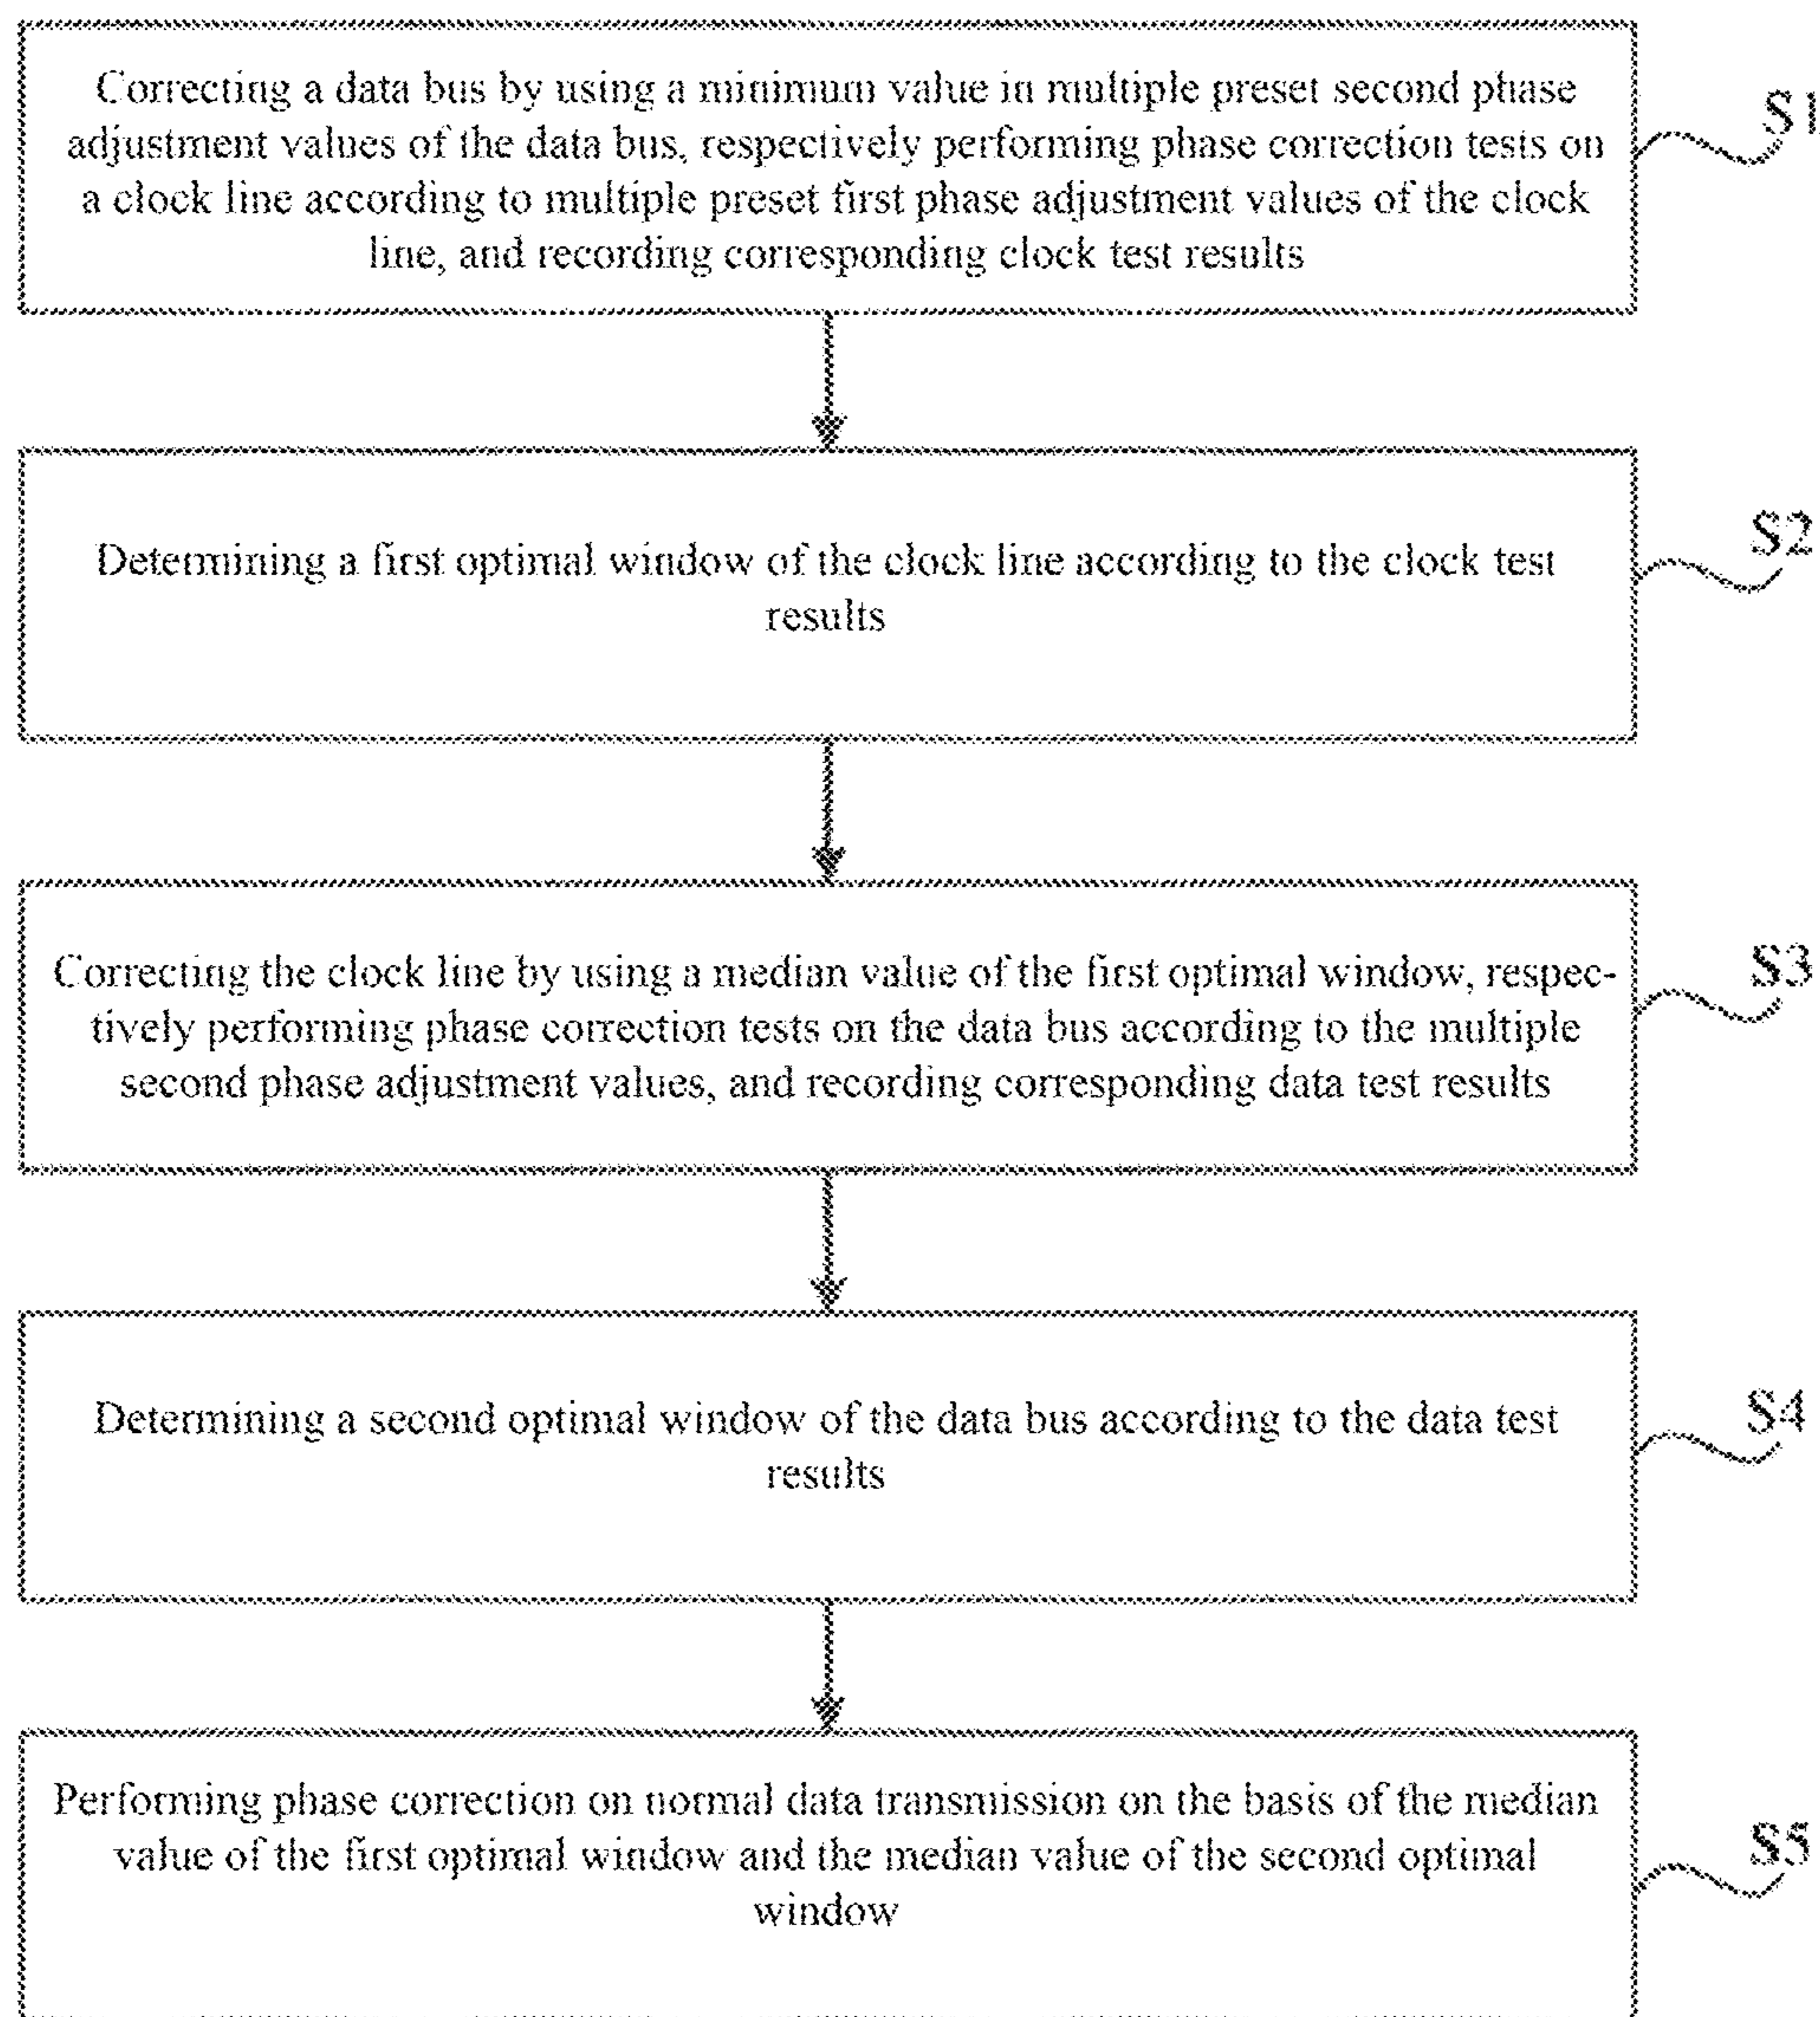 Correcting a data bus by using a minimum value in multiple preset second phase
adjustment values of the data bus, respectively performing phase correction tests on
a clock line according to multiple preset first phase adjustment values of the clock
line, and recording corresponding clock test results
S1
Determining a first optimal window of the clock line according to the clock test
results
S2
Correcting the clock line by using a median value of the first optimal window, respec-
tively performing phase correction tests on the data bus according to the multiple
second phase adjustment values, and recording corresponding data test results
S3
Determining a second optimal window of the data bus according to the data test
results
S4
Performing phase correction on normal data transmission on the basis of the median
value of the first optimal window and the median value of the second optimal
window
S5